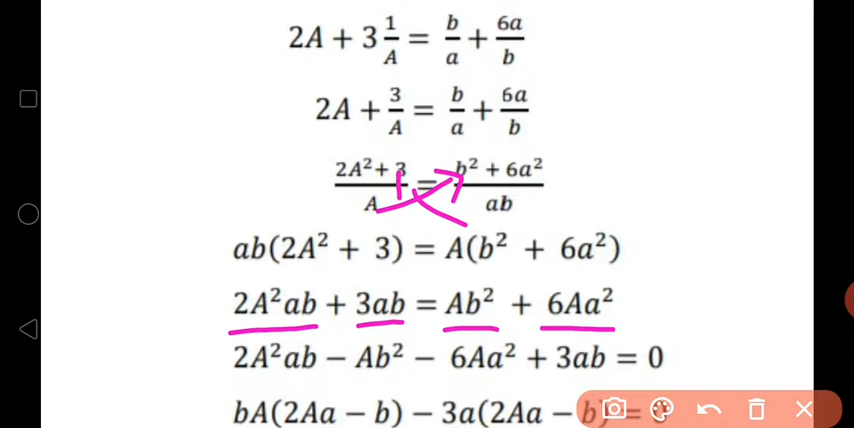 2A + 3 1/A = b/a + 6a/b
2A + 3/A = b/a + 6a/b
(2A² + 3)/A = (b² + 6a²)/ab
ab(2A² + 3) = A(b² + 6a²)
2A²ab + 3ab = Ab² + 6Aa²
2A²ab − Ab² − 6Aa² + 3ab = 0
bA(2Aa − b) − 3a(2Aa − b) =